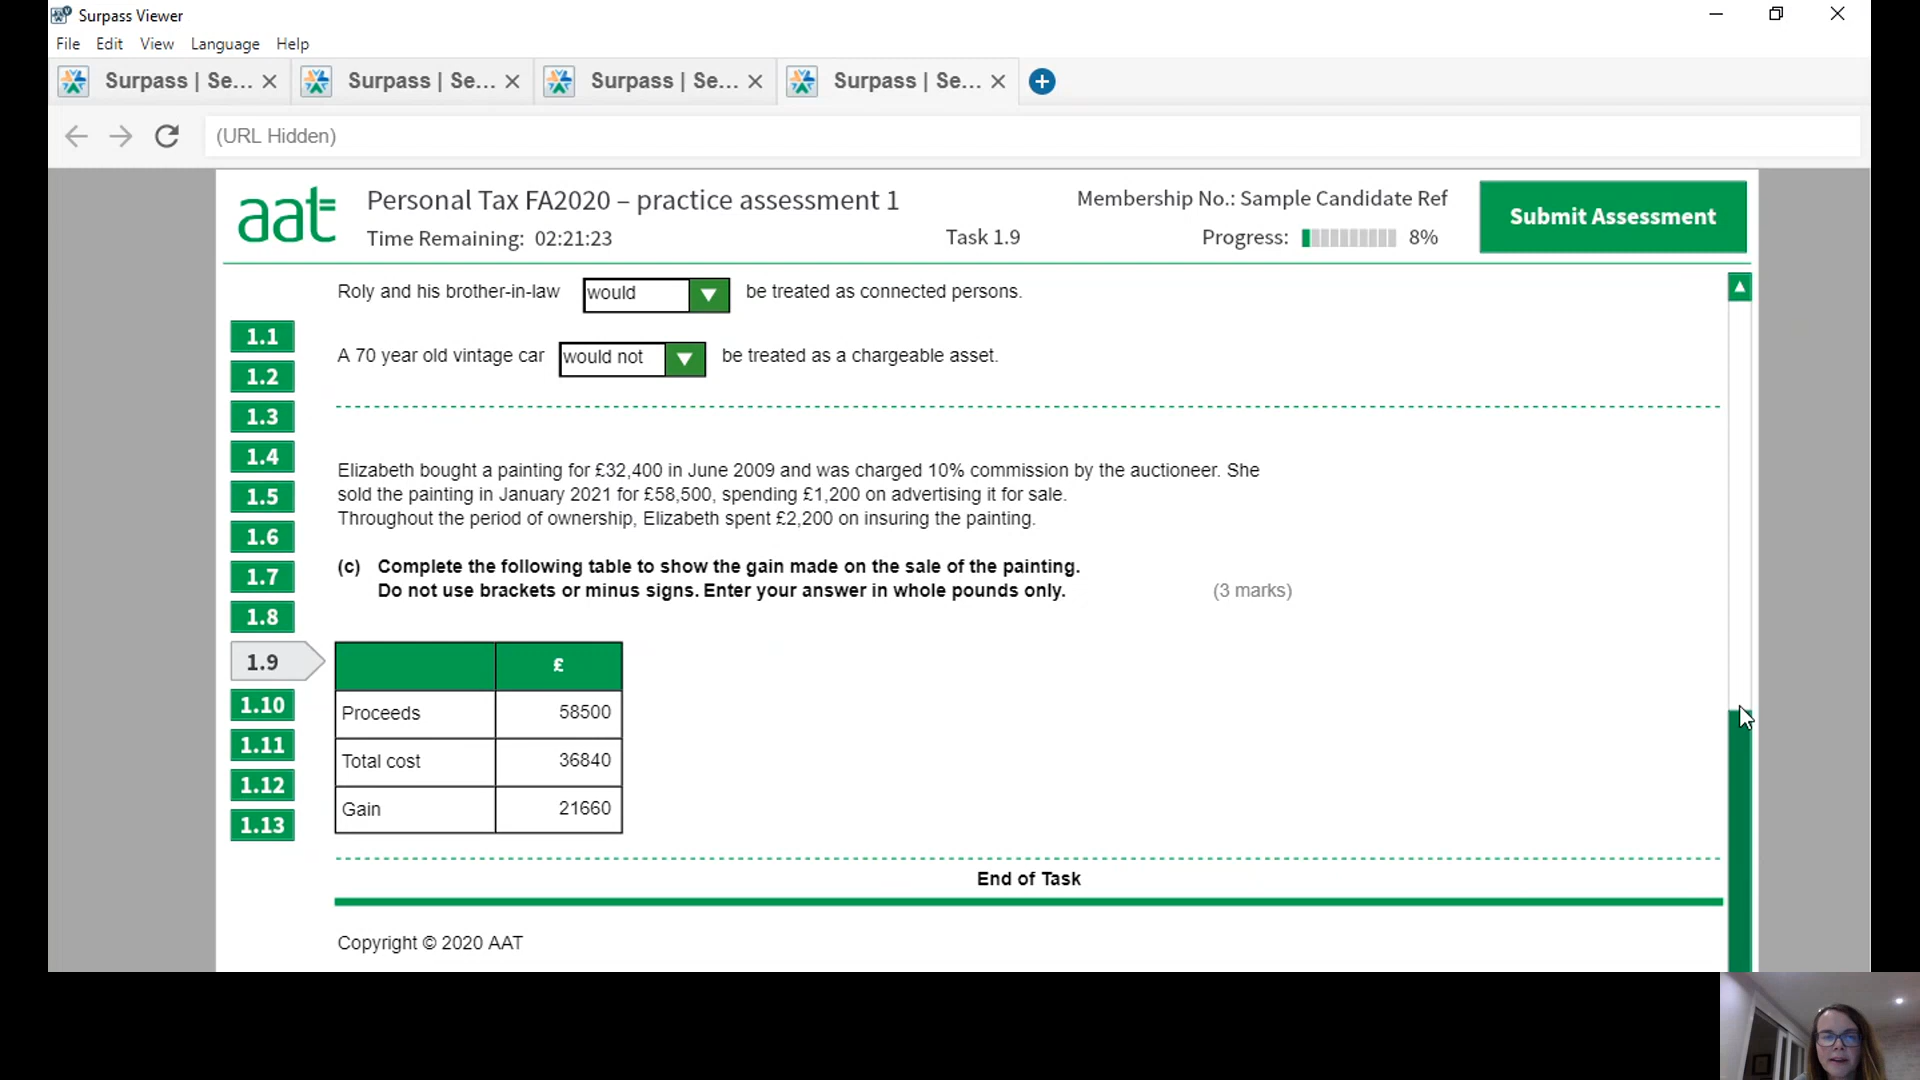 Surpass Viewer
File Edit View Language Help
Surpass | Se... Surpass | Se... Surpass | Se... Surpass | Se...
(URL Hidden)
aat Personal Tax FA2020 – practice assessment 1 Membership No.: Sample Candidate Ref Submit Assessment
Time Remaining: 02:21:23 Task 1.9 Progress: 8%
Roly and his brother-in-law would be treated as connected persons.
A 70 year old vintage car would not be treated as a chargeable asset.
1.1
1.2
1.3
1.4
1.5
1.6
1.7
1.8
1.9
1.10
1.11
1.12
1.13
Elizabeth bought a painting for £32,400 in June 2009 and was charged 10% commission by the auctioneer. She
sold the painting in January 2021 for £58,500, spending £1,200 on advertising it for sale.
Throughout the period of ownership, Elizabeth spent £2,200 on insuring the painting.
(c) Complete the following table to show the gain made on the sale of the painting.
Do not use brackets or minus signs. Enter your answer in whole pounds only. (3 marks)
£
Proceeds 58500
Total cost 36840
Gain 21660
End of Task
Copyright © 2020 AAT